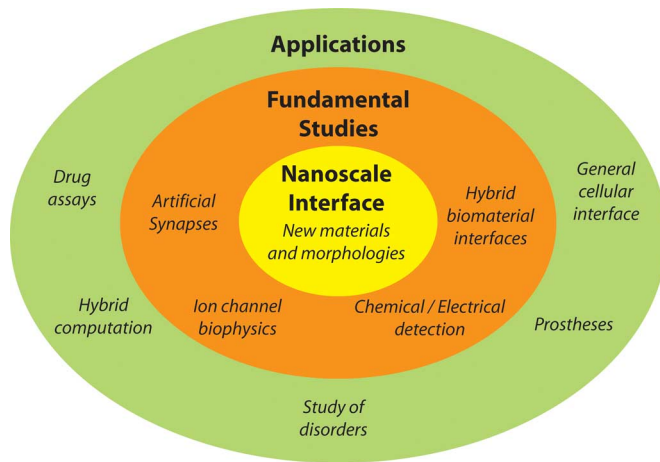 Applications
Fundamental
Studies
Nanoscale
Interface
New materials
and morphologies
Drug
assays
Artificial
Synapses
Hybrid
biomaterial
interfaces
General
cellular
interface
Hybrid
computation
Ion channel
biophysics
Chemical / Electrical
detection
Prostheses
Study of
disorders